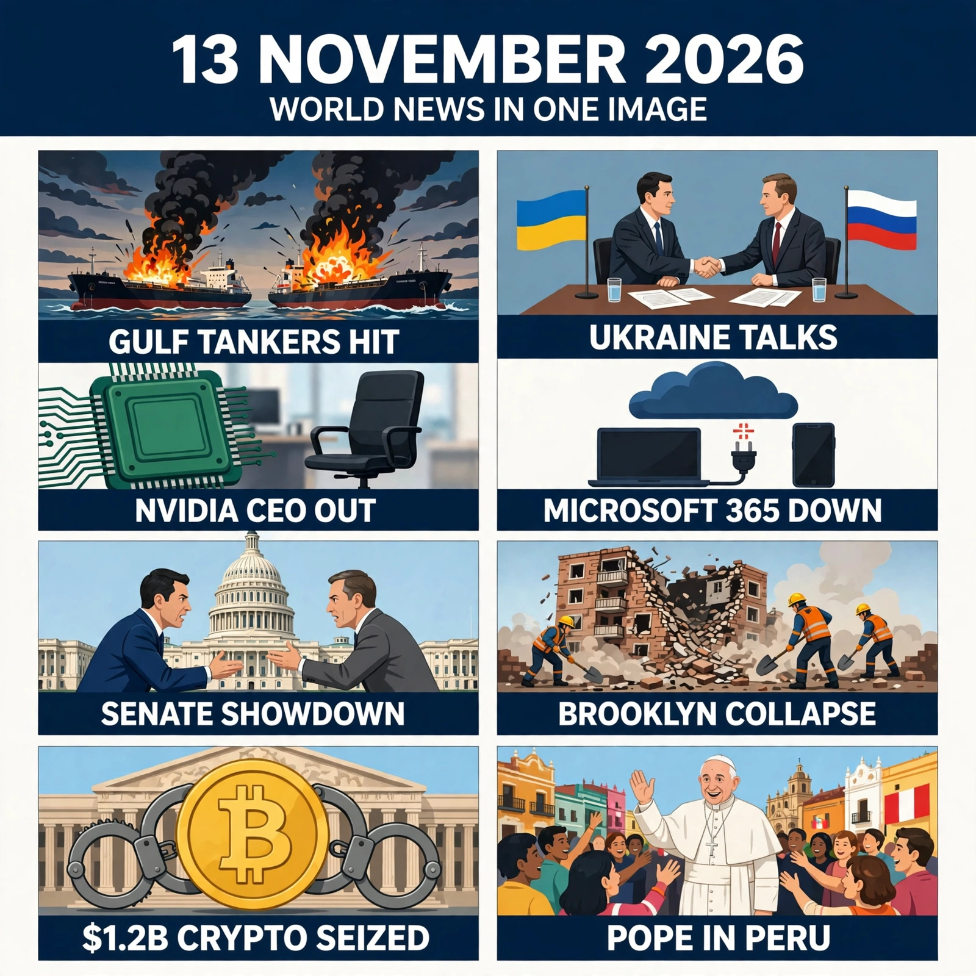 13 NOVEMBER 2026
WORLD NEWS IN ONE IMAGE
GULF TANKERS HIT
UKRAINE TALKS
NVIDIA CEO OUT
MICROSOFT 365 DOWN
SENATE SHOWDOWN
BROOKLYN COLLAPSE
$1.2B CRYPTO SEIZED
POPE IN PERU